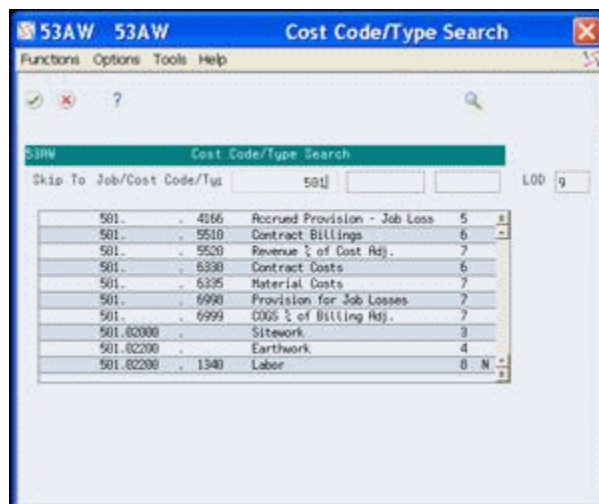 53AW 53AW Cost Code/Type Search
Functions Options Tools Help
?
53AW Cost Code/Type Search
Skip To Job/Cost Code/Typ 501 LOD 9
501. . 4166 Accrued Provision - Job Loss 5
501. . 5510 Contract Billings 6
501. . 5520 Revenue % of Cost Adj. 7
501. . 6330 Contract Costs 6
501. . 6335 Material Costs 7
501. . 6990 Provision for Job Losses 7
501. . 6999 COGS % of Billing Adj. 7
501.02000 . Sitework 3
501.02200 . Earthwork 4
501.02200 . 1340 Labor 8 N